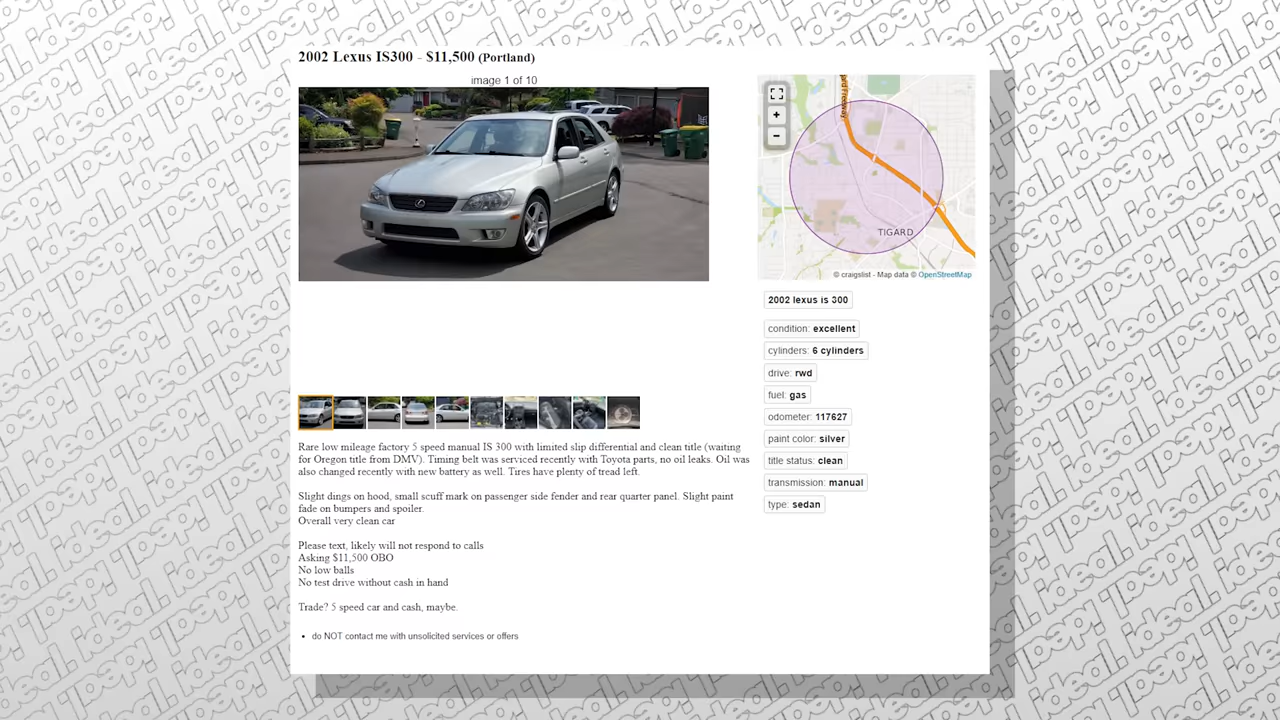 2002 Lexus IS300 - $11,500 (Portland)
image 1 of 10
TIGARD
© craigslist - Map data © OpenStreetMap
2002 lexus is 300
condition: excellent
cylinders: 6 cylinders
drive: rwd
fuel: gas
odometer: 117627
paint color: silver
title status: clean
transmission: manual
type: sedan
Rare low mileage factory 5 speed manual IS 300 with limited slip differential and clean title (waiting
for Oregon title from DMV). Timing belt was serviced recently with Toyota parts, no oil leaks. Oil was
also changed recently with new battery as well. Tires have plenty of tread left.
Slight dings on hood, small scuff mark on passenger side fender and rear quarter panel. Slight paint
fade on bumpers and spoiler.
Overall very clean car
Please text, likely will not respond to calls
Asking $11,500 OBO
No low balls
No test drive without cash in hand
Trade? 5 speed car and cash, maybe.
• do NOT contact me with unsolicited services or offers
ideal.